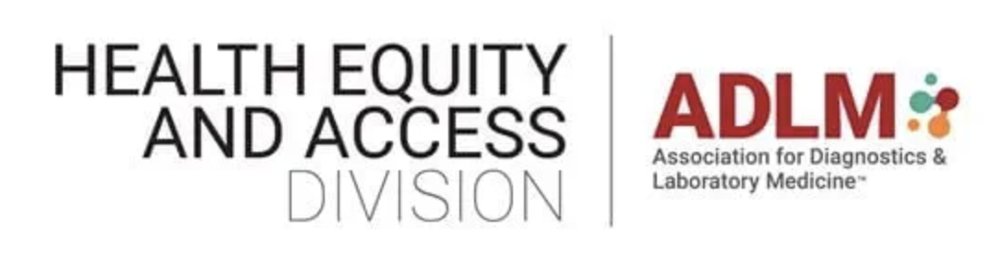 HEALTH EQUITY
AND ACCESS
DIVISION
ADLM
Association for Diagnostics &
Laboratory Medicine™